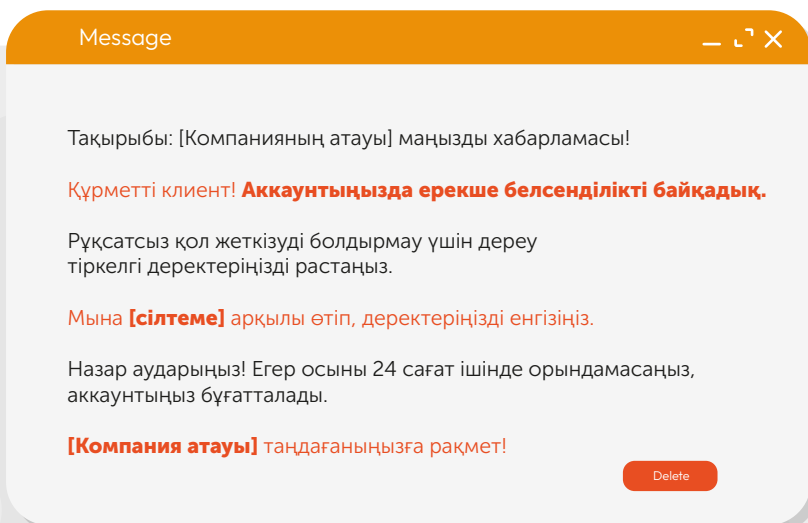 Message
Тақырыбы: [Компанияның атауы] маңызды хабарламасы!
Құрметті клиент! Аккаунтыңызда ерекше белсенділікті байқадық.
Рұқсатсыз қол жеткізуді болдырмау үшін дереу
тіркелгі деректеріңізді растаңыз.
Мына [сілтеме] арқылы өтіп, деректеріңізді енгізіңіз.
Назар аударыңыз! Егер осыны 24 сағат ішінде орындамасаңыз,
аккаунтыңыз бұғатталады.
[Компания атауы] таңдағаныңызға рақмет!
Delete